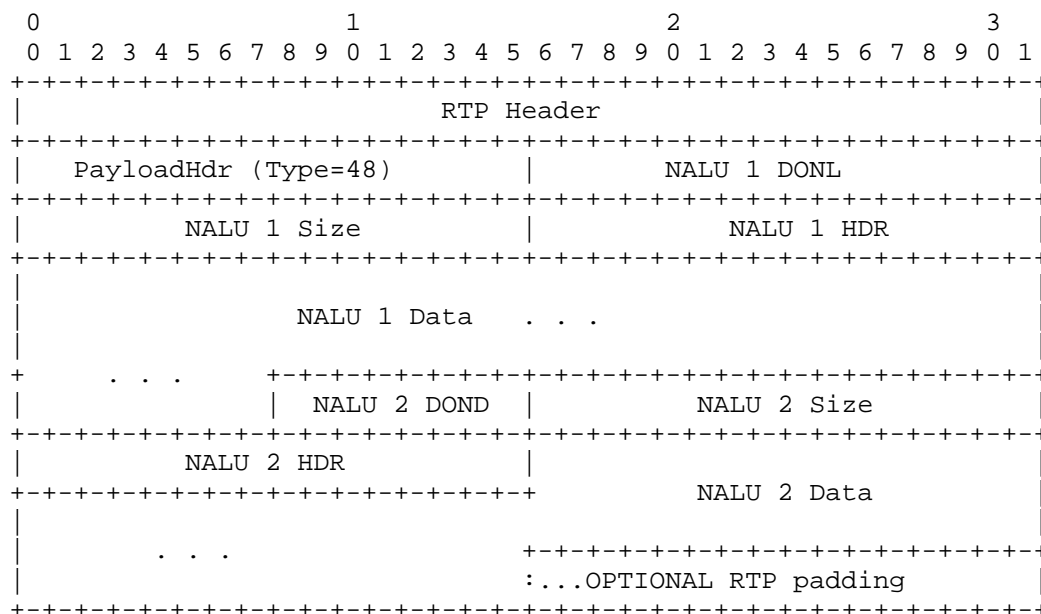 0                   1                   2                   3
0 1 2 3 4 5 6 7 8 9 0 1 2 3 4 5 6 7 8 9 0 1 2 3 4 5 6 7 8 9 0 1
+-+-+-+-+-+-+-+-+-+-+-+-+-+-+-+-+-+-+-+-+-+-+-+-+-+-+-+-+-+-+-+-+
|                          RTP Header                           |
+-+-+-+-+-+-+-+-+-+-+-+-+-+-+-+-+-+-+-+-+-+-+-+-+-+-+-+-+-+-+-+-+
|   PayloadHdr (Type=48)        |        NALU 1 DONL            |
+-+-+-+-+-+-+-+-+-+-+-+-+-+-+-+-+-+-+-+-+-+-+-+-+-+-+-+-+-+-+-+-+
|          NALU 1 Size          |            NALU 1 HDR         |
+-+-+-+-+-+-+-+-+-+-+-+-+-+-+-+-+-+-+-+-+-+-+-+-+-+-+-+-+-+-+-+-+
|                                                               |
|                 NALU 1 Data   . . .                           |
|                                                               |
+     . . .     +-+-+-+-+-+-+-+-+-+-+-+-+-+-+-+-+-+-+-+-+-+-+-+-+
|               | NALU 2 DOND |          NALU 2 Size            |
+-+-+-+-+-+-+-+-+-+-+-+-+-+-+-+-+-+-+-+-+-+-+-+-+-+-+-+-+-+-+-+-+
|          NALU 2 HDR           |                               |
+-+-+-+-+-+-+-+-+-+-+-+-+-+-+-+-+          NALU 2 Data          |
|                                                               |
|        . . .                  +-+-+-+-+-+-+-+-+-+-+-+-+-+-+-+-+
|                               :...OPTIONAL RTP padding        |
+-+-+-+-+-+-+-+-+-+-+-+-+-+-+-+-+-+-+-+-+-+-+-+-+-+-+-+-+-+-+-+-+